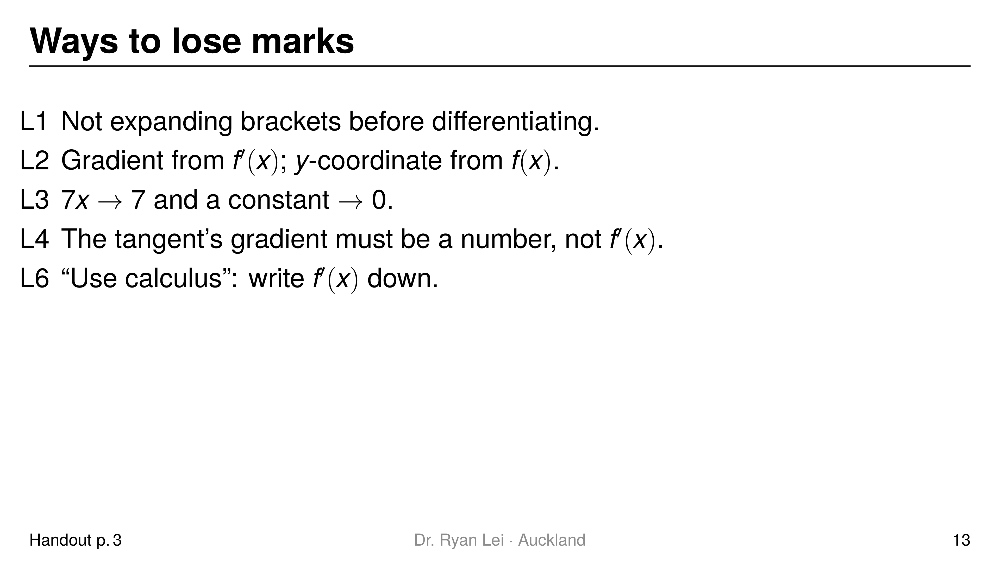 Ways to lose marks
L1 Not expanding brackets before differentiating.
L2 Gradient from f′(x); y-coordinate from f(x).
L3 7x → 7 and a constant → 0.
L4 The tangent’s gradient must be a number, not f′(x).
L6 “Use calculus”: write f′(x) down.
Handout p. 3
Dr. Ryan Lei · Auckland
13